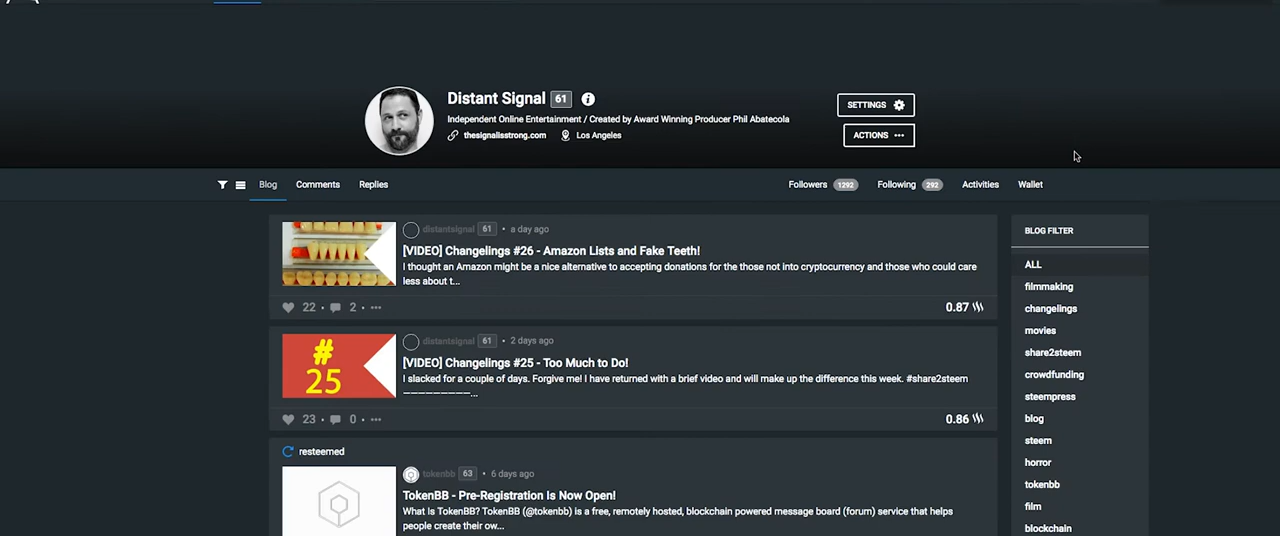 Distant Signal 61
Independent Online Entertainment / Created by Award Winning Producer Phil Abatecola
thesignalisstrong.com Los Angeles
SETTINGS
ACTIONS
Blog Comments Replies Followers 1292 Following 292 Activities Wallet
distantsignal 61 • a day ago
[VIDEO] Changelings #26 - Amazon Lists and Fake Teeth!
I thought an Amazon might be a nice alternative to accepting donations for the those not into cryptocurrency and those who could care
less about t...
22 • 2 •
0.87
#
25
distantsignal 61 • 2 days ago
[VIDEO] Changelings #25 - Too Much to Do!
I slacked for a couple of days. Forgive me! I have returned with a brief video and will make up the difference this week. #share2steem
—————————...
23 • 0 •
0.86
resteemed
tokenbb 63 • 6 days ago
TokenBB - Pre-Registration Is Now Open!
What is TokenBB? TokenBB (@tokenbb) is a free, remotely hosted, blockchain powered message board (forum) service that helps
people create their ow...
BLOG FILTER
ALL
filmmaking
changelings
movies
share2steem
crowdfunding
steempress
blog
steem
horror
tokenbb
film
blockchain